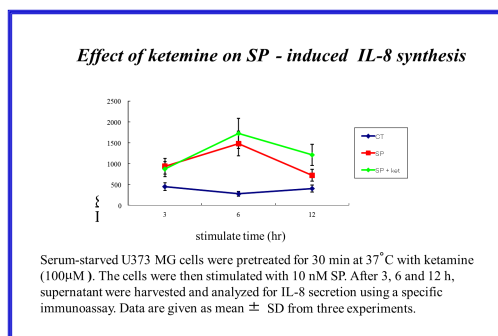 Effect of ketemine on SP - induced IL-8 synthesis
2500
2000
1500
1000
500
0
3 6 12
CT
SP
SP + ket
stimulate time (hr)
Serum-starved U373 MG cells were pretreated for 30 min at 37°C with ketamine
(100μM ). The cells were then stimulated with 10 nM SP. After 3, 6 and 12 h,
supernatant were harvested and analyzed for IL-8 secretion using a specific
immunoassay. Data are given as mean ± SD from three experiments.